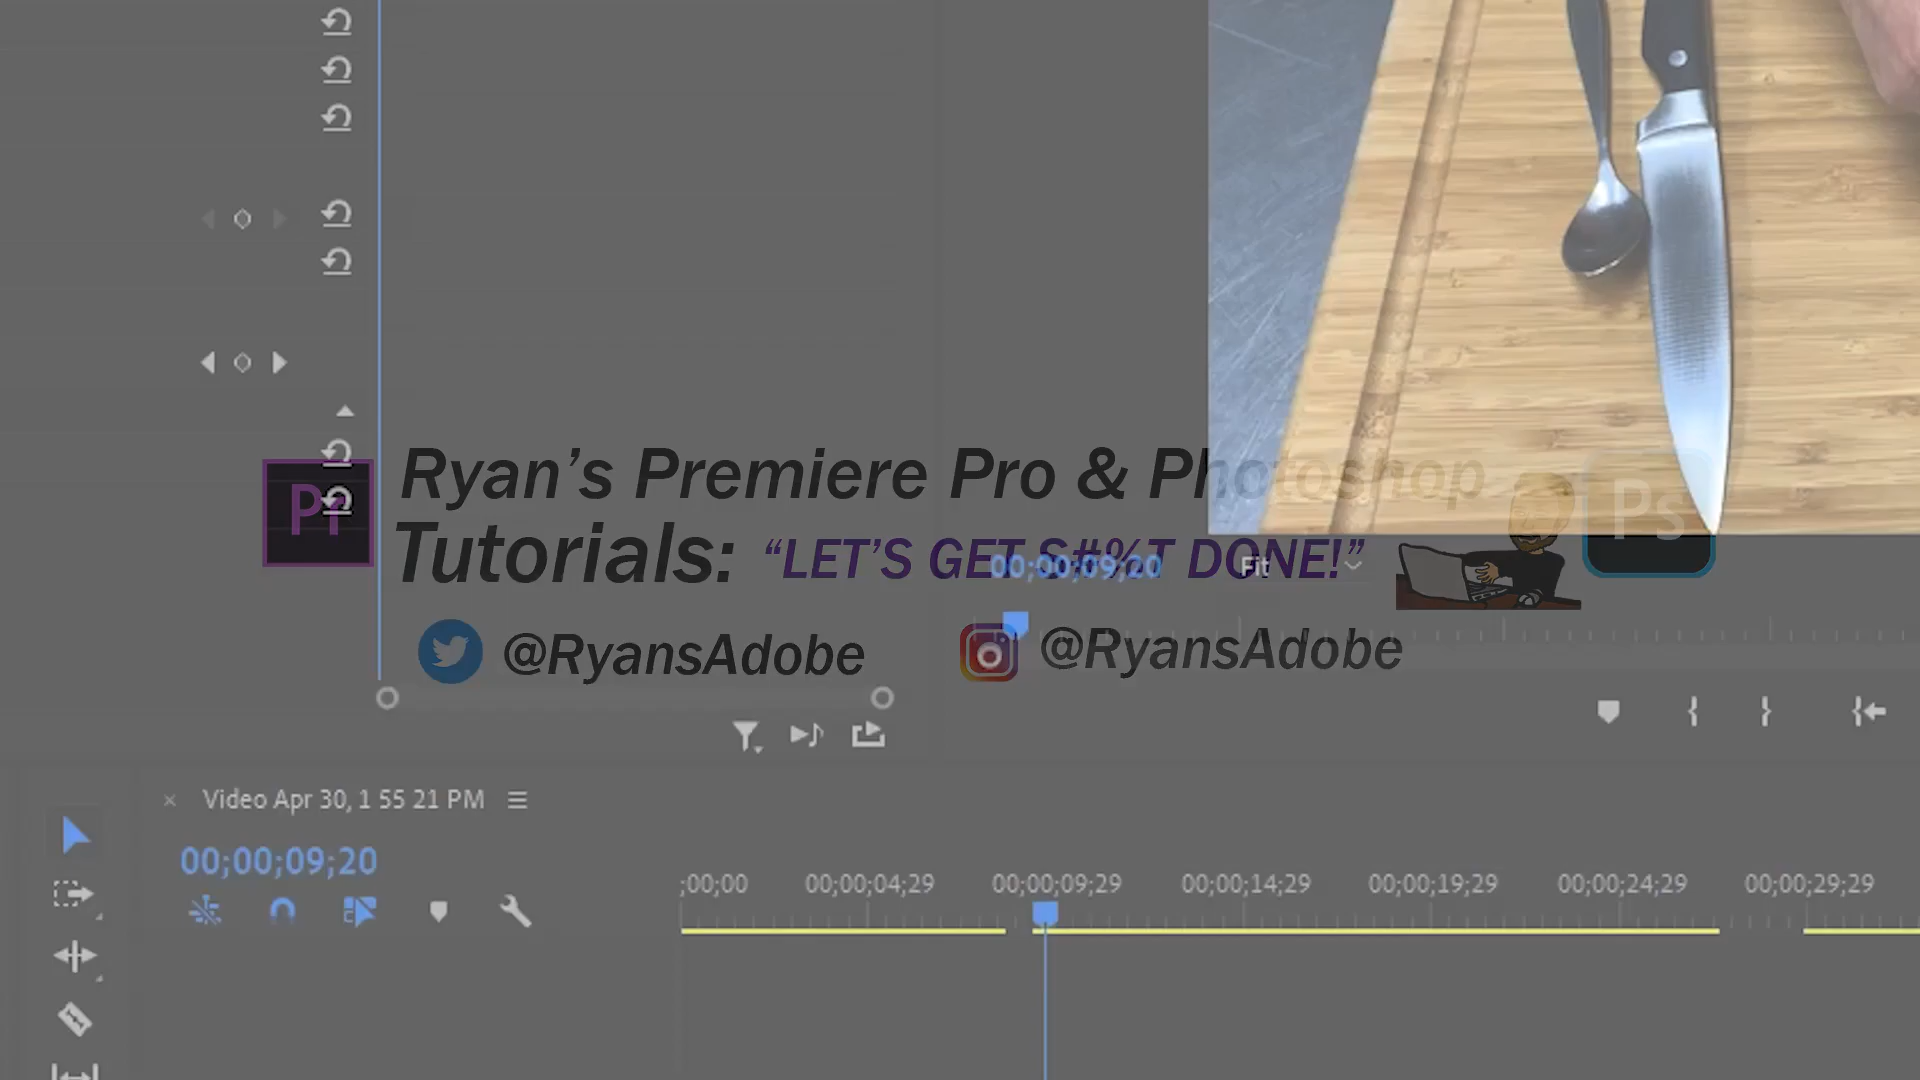 Ryan’s Premiere Pro & Photoshop
Pr
Tutorials: “LET’S GET S#%T DONE!”
Ps
00;00;09;20
Fit
@RyansAdobe
@RyansAdobe
Video Apr 30, 1 55 21 PM
00;00;09;20
;00;00 00;00;04;29 00;00;09;29 00;00;14;29 00;00;19;29 00;00;24;29 00;00;29;29